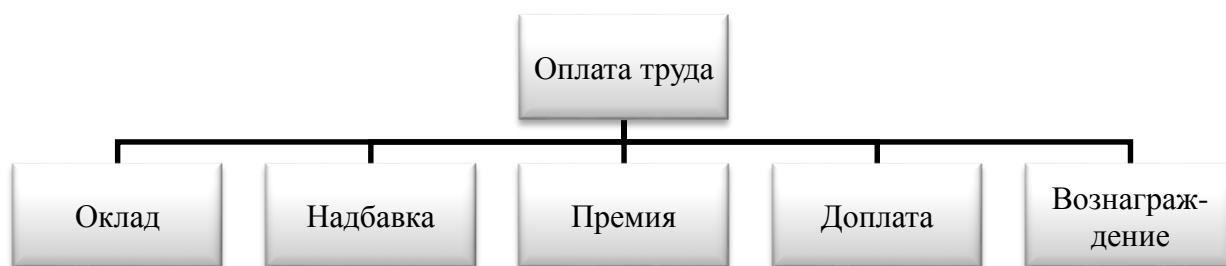 Оплата труда
Оклад
Надбавка
Премия
Доплата
Вознаграж-
дение